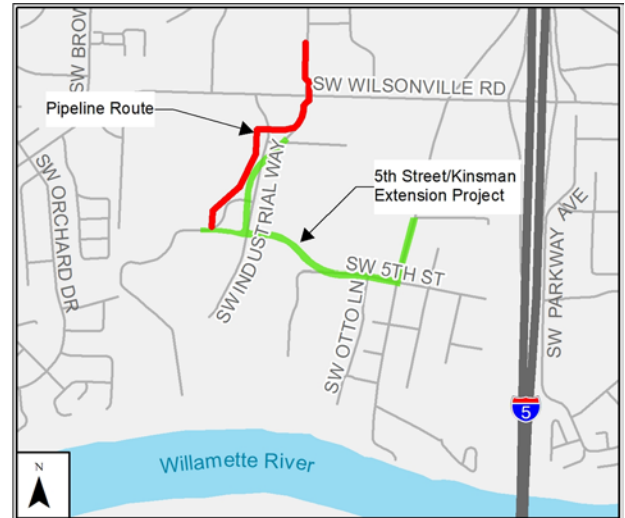 SW BROW
SW WILSONVILLE RD
Pipeline Route
SW INDUSTRIAL WAY
5th Street/Kinsman
Extension Project
SW ORCHARD DR
SW PARKWAY AVE
SW 5TH ST
SW OTTO LN
5
Willamette River
N